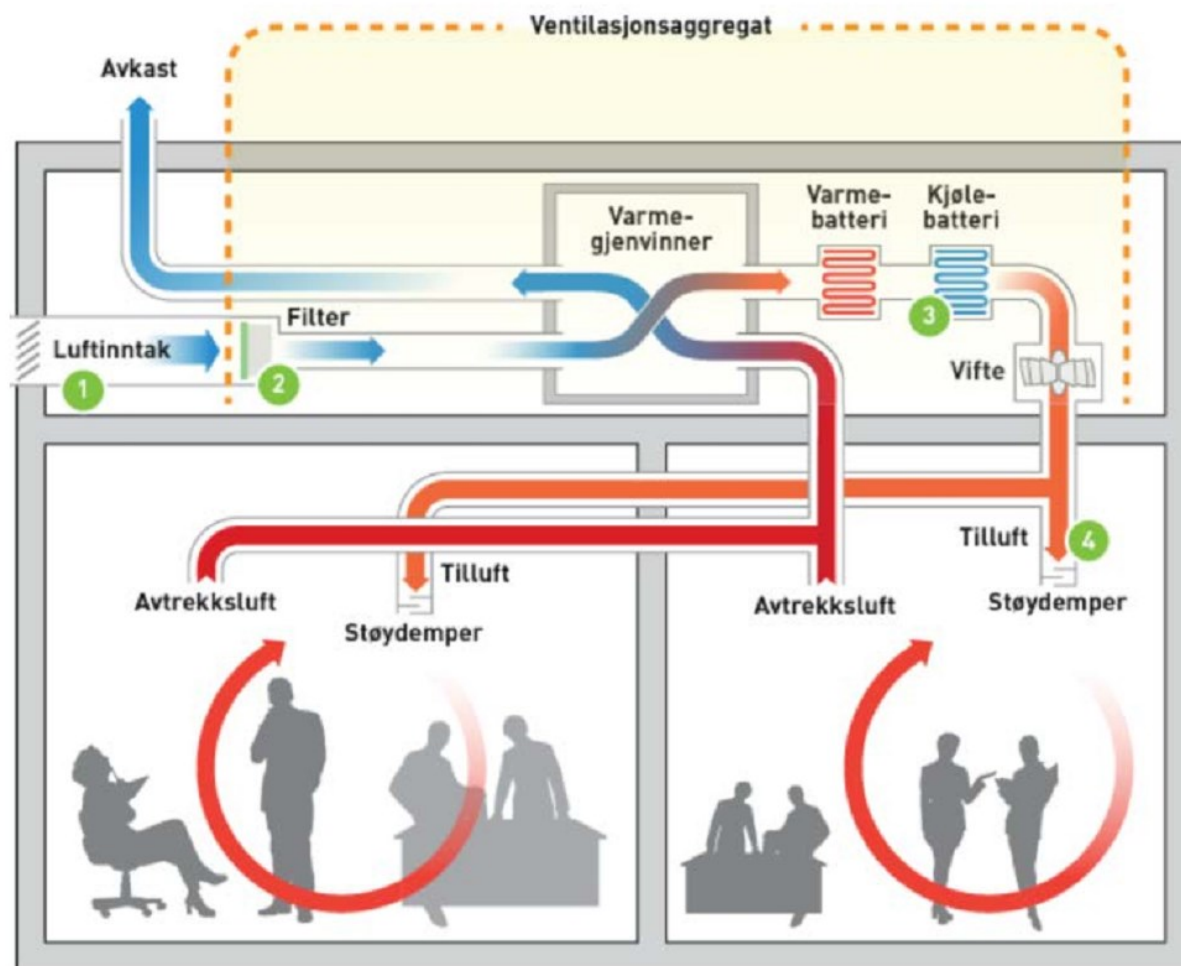 Ventilasjonsaggregat
Avkast
Varme-
gjenvinner
Varme-
batteri
Kjøle-
batteri
3
Filter
Luftinntak
1
2
Vifte
Tilluft
4
Avtrekksluft
Tilluft
Støydemper
Avtrekksluft
Støydemper